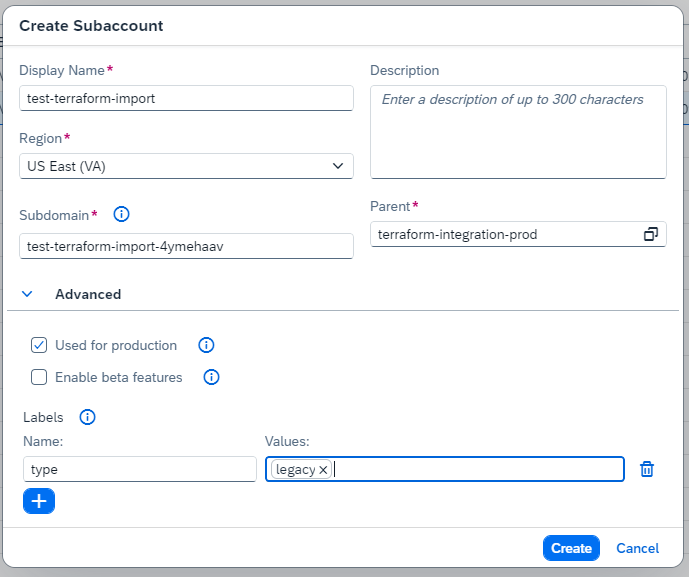 Create Subaccount
Display Name*
test-terraform-import
Description
Enter a description of up to 300 characters
Region*
US East (VA)
Subdomain*
test-terraform-import-4ymehaav
Parent*
terraform-integration-prod
Advanced
Used for production
Enable beta features
Labels
Name:
Values:
type
legacy
Create
Cancel